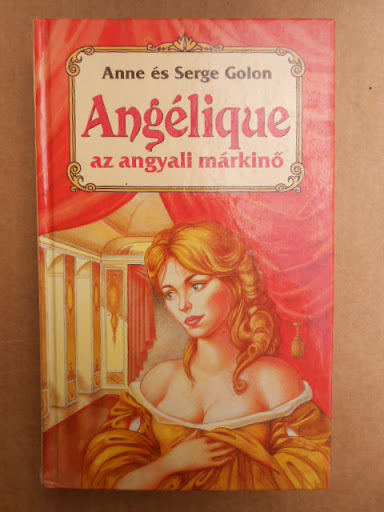 Anne és Serge Golon
Angélique
az angyali márkinő